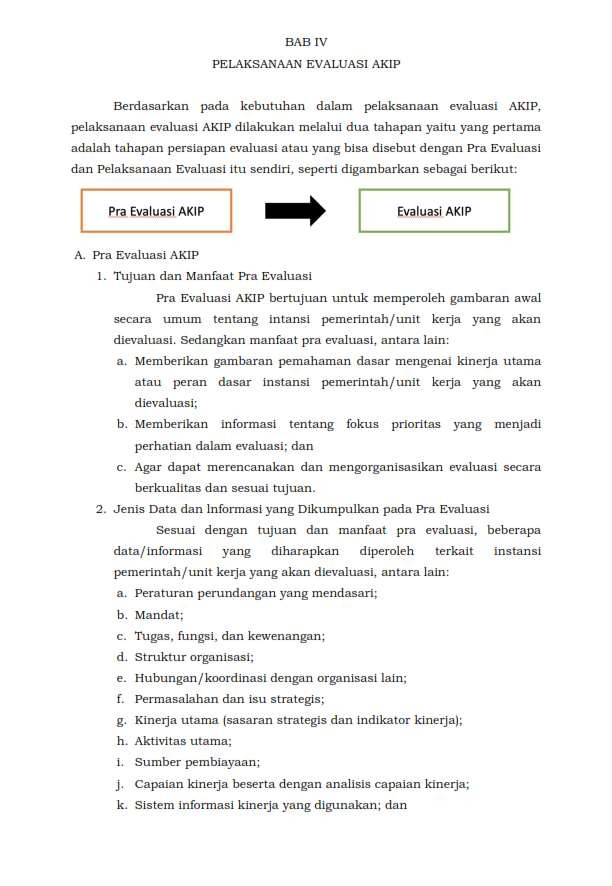 BAB IV
PELAKSANAAN EVALUASI AKIP
Berdasarkan pada kebutuhan dalam pelaksanaan evaluasi AKIP,
pelaksanaan evaluasi AKIP dilakukan melalui dua tahapan yaitu yang pertama
adalah tahapan persiapan evaluasi atau yang bisa disebut dengan Pra Evaluasi
dan Pelaksanaan Evaluasi itu sendiri, seperti digambarkan sebagai berikut:
Pra Evaluasi AKIP
Evaluasi AKIP
A. Pra Evaluasi AKIP
1. Tujuan dan Manfaat Pra Evaluasi
Pra Evaluasi AKIP bertujuan untuk memperoleh gambaran awal
secara umum tentang intansi pemerintah/unit kerja yang akan
dievaluasi. Sedangkan manfaat pra evaluasi, antara lain:
a. Memberikan gambaran pemahaman dasar mengenai kinerja utama
atau peran dasar instansi pemerintah/unit kerja yang akan
dievaluasi;
b. Memberikan informasi tentang fokus prioritas yang menjadi
perhatian dalam evaluasi; dan
c. Agar dapat merencanakan dan mengorganisasikan evaluasi secara
berkualitas dan sesuai tujuan.
2. Jenis Data dan lnformasi yang Dikumpulkan pada Pra Evaluasi
Sesuai dengan tujuan dan manfaat pra evaluasi, beberapa
data/informasi yang diharapkan diperoleh terkait instansi
pemerintah/unit kerja yang akan dievaluasi, antara lain:
a. Peraturan perundangan yang mendasari;
b. Mandat;
c. Tugas, fungsi, dan kewenangan;
d. Struktur organisasi;
e. Hubungan/koordinasi dengan organisasi lain;
f. Permasalahan dan isu strategis;
g. Kinerja utama (sasaran strategis dan indikator kinerja);
h. Aktivitas utama;
i. Sumber pembiayaan;
j. Capaian kinerja beserta dengan analisis capaian kinerja;
k. Sistem informasi kinerja yang digunakan; dan